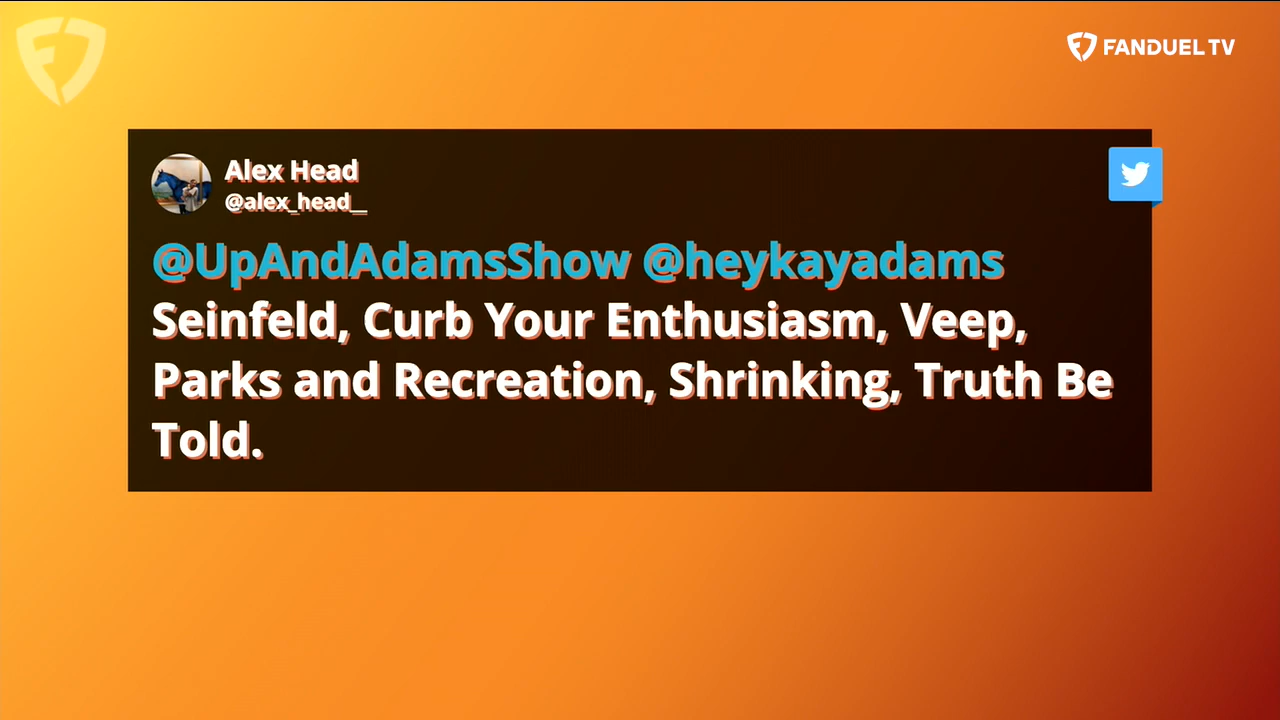 FANDUEL TV
Alex Head
@alex_head__
@UpAndAdamsShow @heykayadams
Seinfeld, Curb Your Enthusiasm, Veep,
Parks and Recreation, Shrinking, Truth Be
Told.